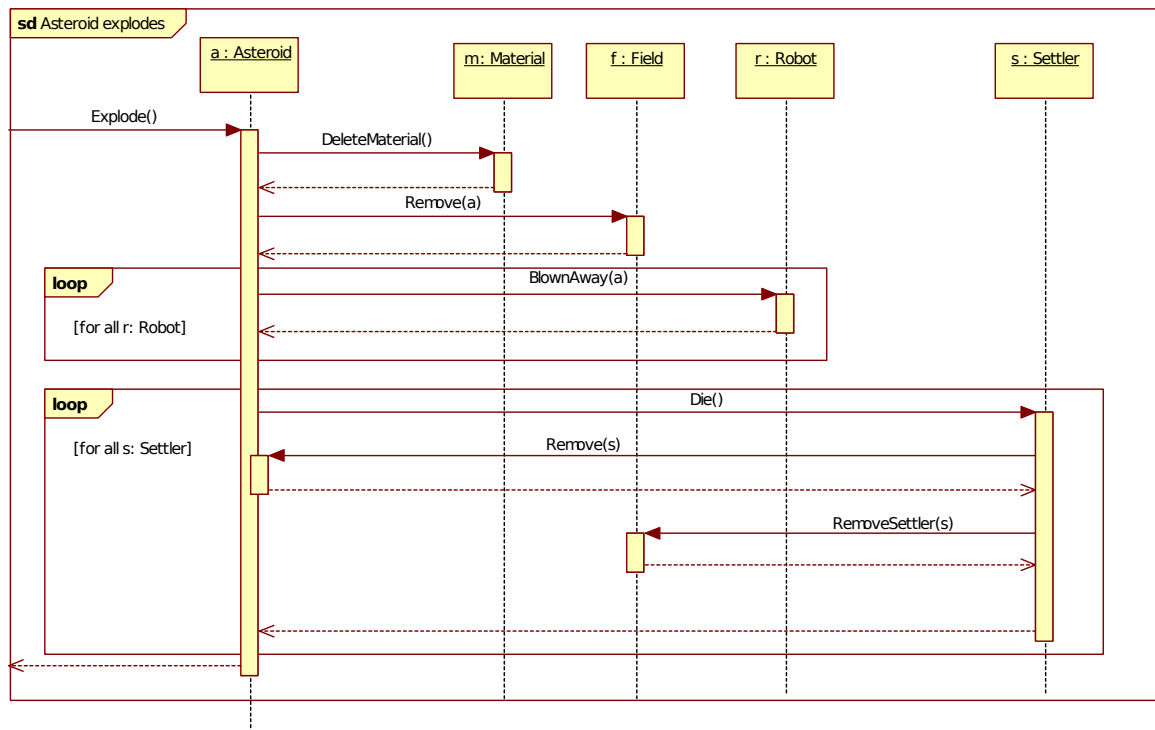 sd Asteroid explodes
a : Asteroid
m : Material
f : Field
r : Robot
s : Settler
Explode()
DeleteMaterial()
Remove(a)
loop
BlownAway(a)
[for all r: Robot]
loop
Die()
[for all s: Settler]
Remove(s)
RemoveSettler(s)